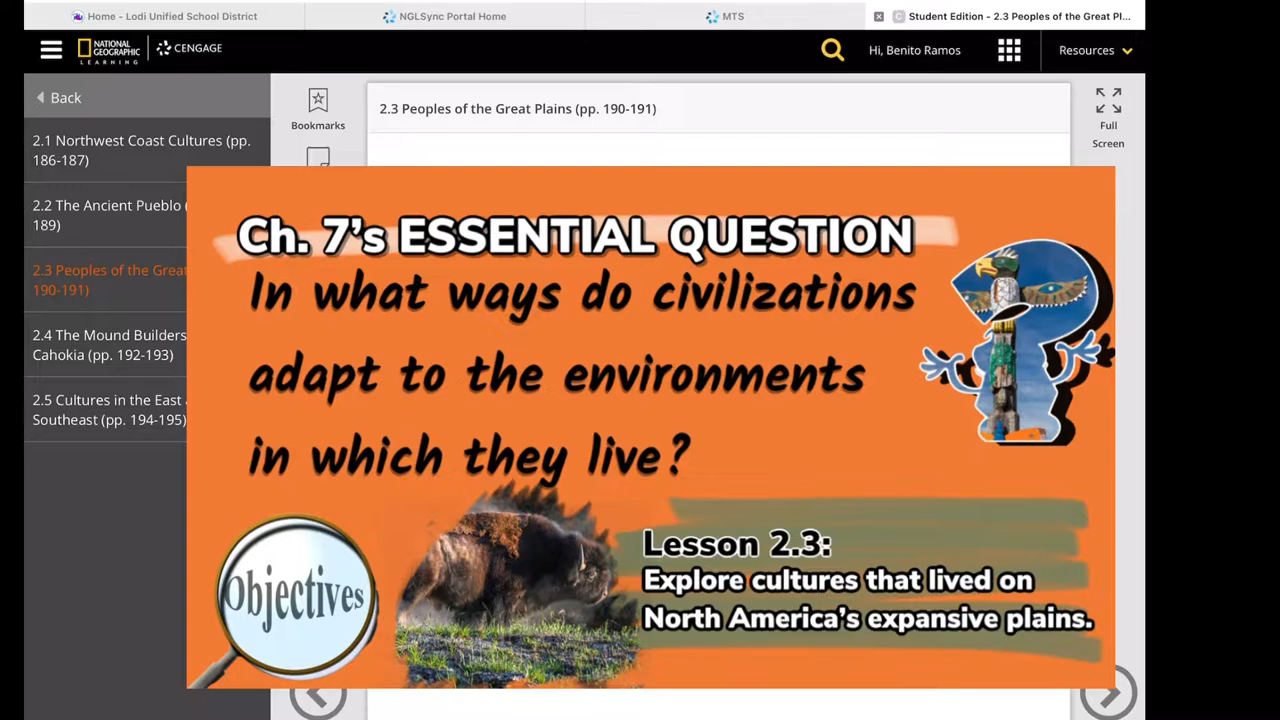 Home - Lodi Unified School District
NGLSync Portal Home
MTS
Student Edition - 2.3 Peoples of the Great Pl...
NATIONAL
GEOGRAPHIC
LEARNING
CENGAGE
Hi, Benito Ramos
Resources
Back
2.1 Northwest Coast Cultures (pp.
186-187)
2.2 The Ancient Pueblo (
189)
2.3 Peoples of the Great
190-191)
2.4 The Mound Builders
Cahokia (pp. 192-193)
2.5 Cultures in the East
Southeast (pp. 194-195)
Bookmarks
2.3 Peoples of the Great Plains (pp. 190-191)
Full
Screen
Ch. 7's ESSENTIAL QUESTION
In what ways do civilizations
adapt to the environments
in which they live?
Objectives
Lesson 2.3:
Explore cultures that lived on
North America's expansive plains.